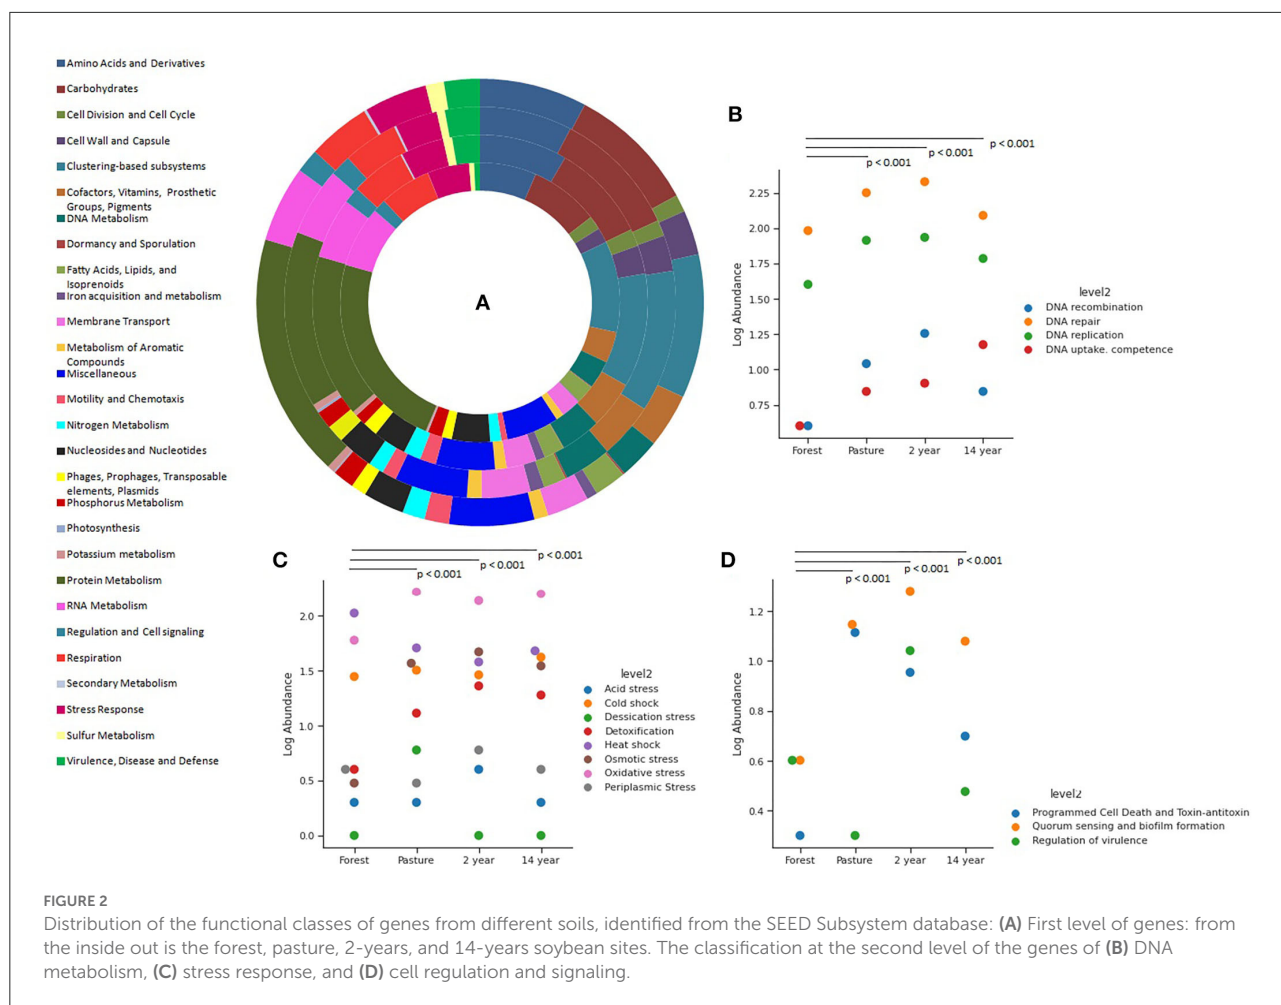 Amino Acids and Derivatives
Carbohydrates
Cell Division and Cell Cycle
Cell Wall and Capsule
Clustering-based subsystems
Cofactors, Vitamins, Prosthetic
Groups, Pigments
DNA Metabolism
Dormancy and Sporulation
Fatty Acids, Lipids, and
Isoprenoids
Iron acquisition and metabolism
Membrane Transport
Metabolism of Aromatic
Compounds
Miscellaneous
Motility and Chemotaxis
Nitrogen Metabolism
Nucleosides and Nucleotides
Phages, Prophages, Transposable
elements, Plasmids
Phosphorus Metabolism
Photosynthesis
Potassium metabolism
Protein Metabolism
RNA Metabolism
Regulation and Cell signaling
Respiration
Secondary Metabolism
Stress Response
Sulfur Metabolism
Virulence, Disease and Defense
A
B
p < 0.001
p < 0.001
p < 0.001
Log Abundance
2.25
2.00
1.75
1.50
1.25
1.00
0.75
Forest
Pasture
2 year
14 year
level2
DNA recombination
DNA repair
DNA replication
DNA uptake. competence
C
p < 0.001
p < 0.001
p < 0.001
Log Abundance
2.0
1.5
1.0
0.5
0.0
Forest
Pasture
2 year
14 year
level2
Acid stress
Cold shock
Dessication stress
Detoxification
Heat shock
Osmotic stress
Oxidative stress
Periplasmic Stress
D
p < 0.001
p < 0.001
p < 0.001
Log Abundance
1.2
1.0
0.8
0.6
0.4
Forest
Pasture
2 year
14 year
level2
Programmed Cell Death and Toxin-antitoxin
Quorum sensing and biofilm formation
Regulation of virulence
FIGURE 2
Distribution of the functional classes of genes from different soils, identified from the SEED Subsystem database: (A) First level of genes: from
the inside out is the forest, pasture, 2-years, and 14-years soybean sites. The classification at the second level of the genes of (B) DNA
metabolism, (C) stress response, and (D) cell regulation and signaling.